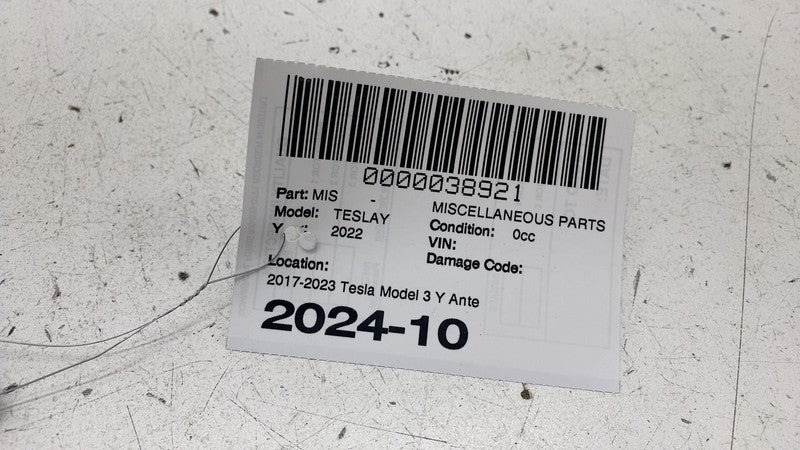 0000038921
Part: MIS - MISCELLANEOUS PARTS
Model: TESLAY Condition: 0cc
Y 2022 VIN:
Damage Code:
Location:
2017-2023 Tesla Model 3 Y Ante
2024-10